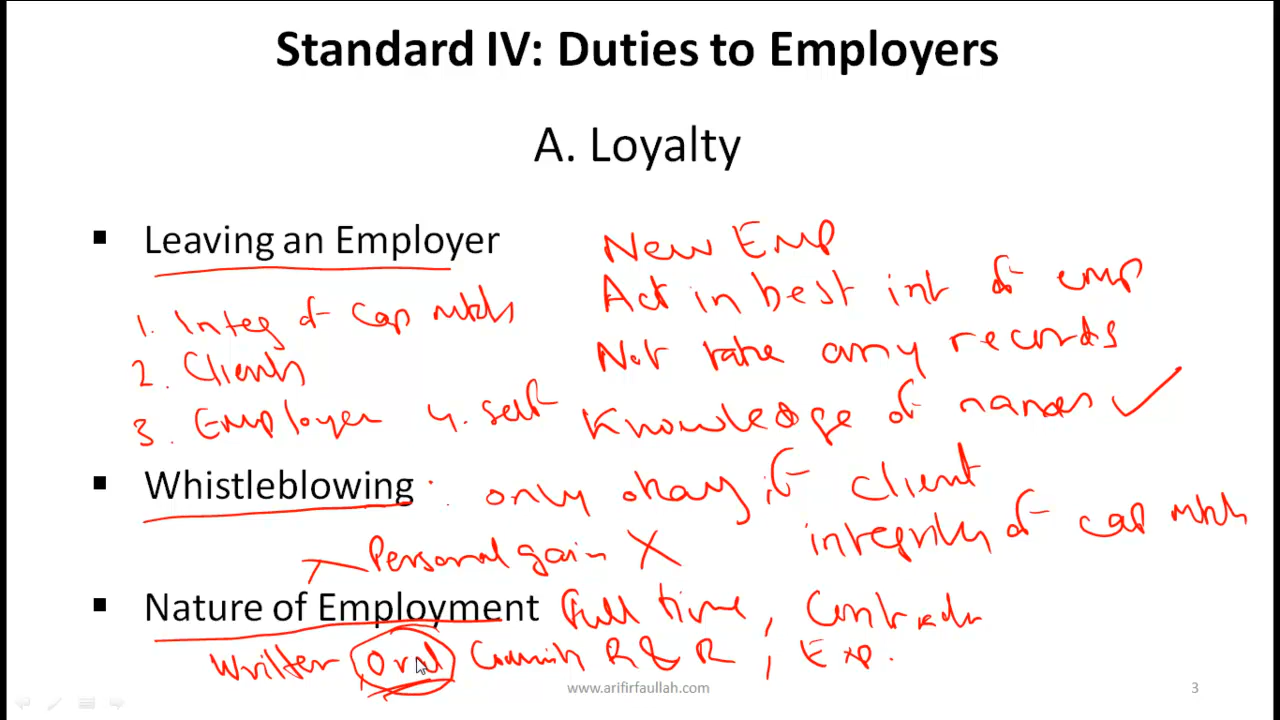 Standard IV: Duties to Employers
A. Loyalty
▪ Leaving an Employer
New Emp
Act in best int of emp
1. Integ of cap mkts
Not take any records
2. Clients
3. Employer 4. self
Knowledge of names ✓
▪ Whistleblowing : only okay if client
integrity of cap mkts
Personal gain X
▪ Nature of Employment Full time, Contractor
Written Oral R & R, Exp.
www.arifirfaullah.com
3